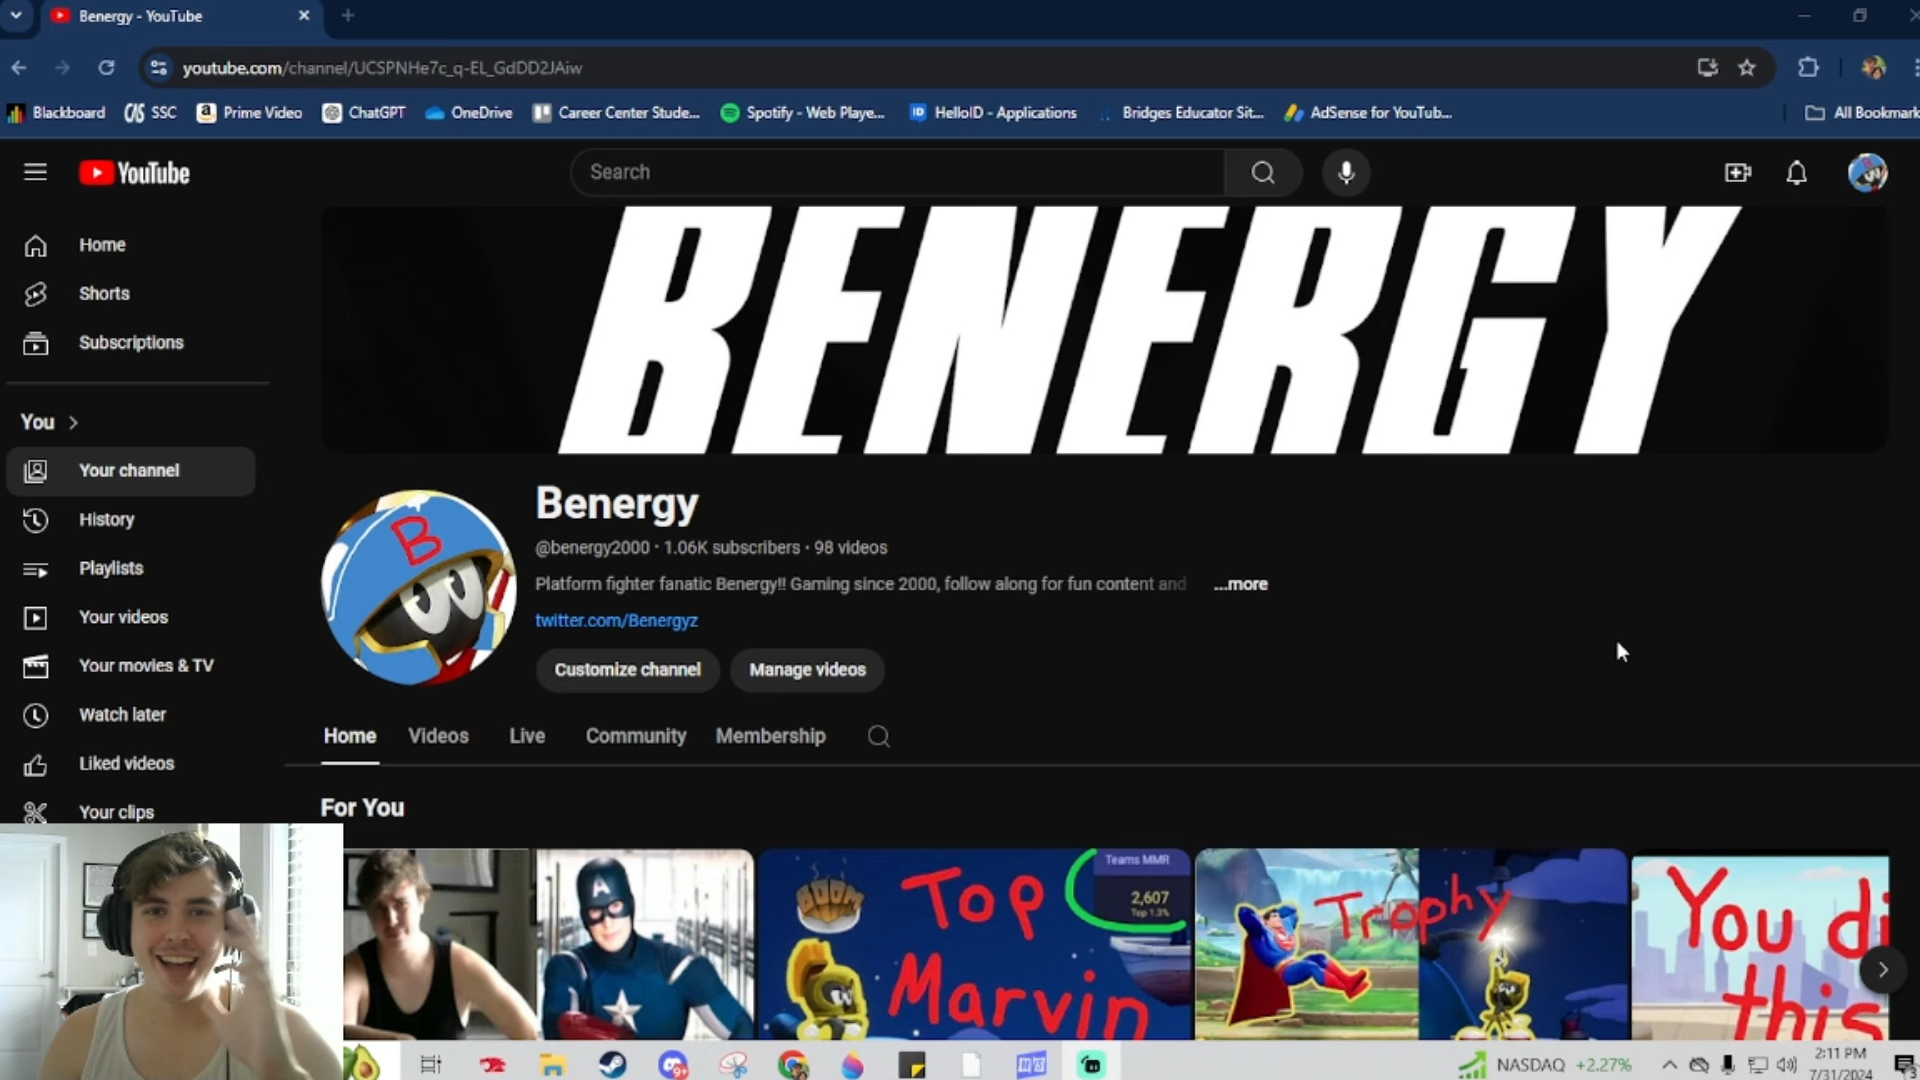 Benergy - YouTube
youtube.com/channel/UCSPNHe7c_q-EL_GdDD2JAiw
Blackboard
SSC
Prime Video
ChatGPT
OneDrive
Career Center Stude...
Spotify - Web Playe...
HelloID - Applications
Bridges Educator Sit...
AdSense for YouTub...
All Bookmark
YouTube
Search
BENERGY
Home
Shorts
Subscriptions
You
Your channel
History
Playlists
Your videos
Your movies & TV
Watch later
Liked videos
Your clips
B
Benergy
@benergy2000 · 1.06K subscribers · 98 videos
Platform fighter fanatic Benergy!! Gaming since 2000, follow along for fun content and ...more
twitter.com/Benergyz
Customize channel
Manage videos
Home
Videos
Live
Community
Membership
For You
A
BOOM
Top
Marvin
Teams MMR
2,607
Top 1.3%
Trophy
You di
this
NASDAQ +2.27%
2:11 PM
7/31/2024